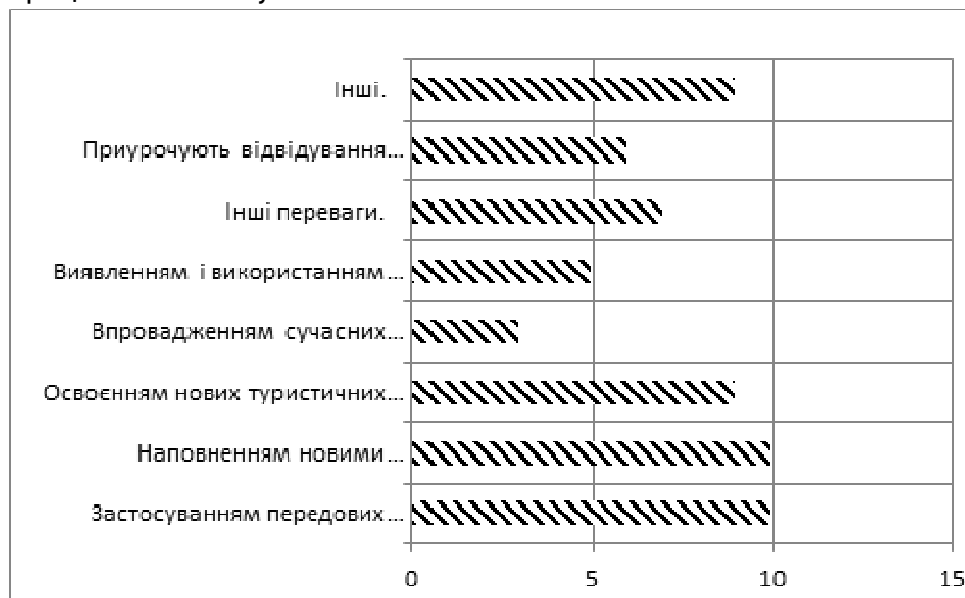 Інші.
Приурочують відвідування...
Інші переваги.
Виявленням і використанням...
Впровадженням сучасних...
Освоєнням нових туристичних...
Наповненням новими...
Застосуванням передових...
0 5 10 15